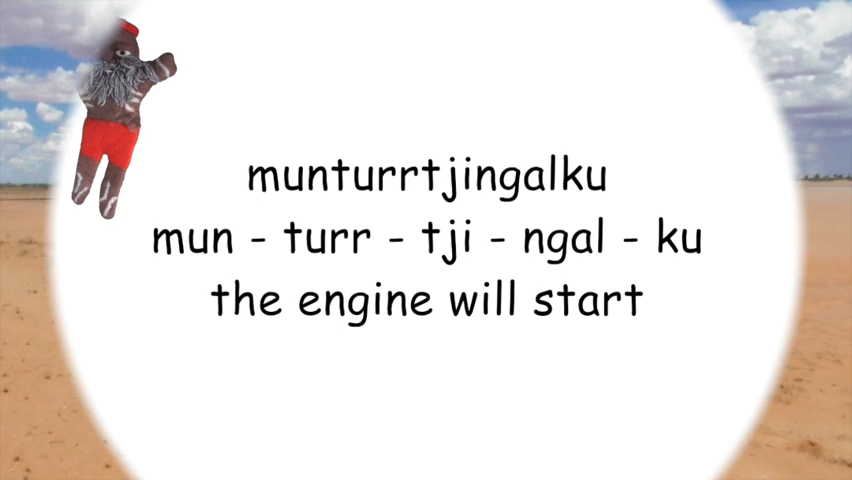 munturrtjingalku
mun - turr - tji - ngal - ku
the engine will start